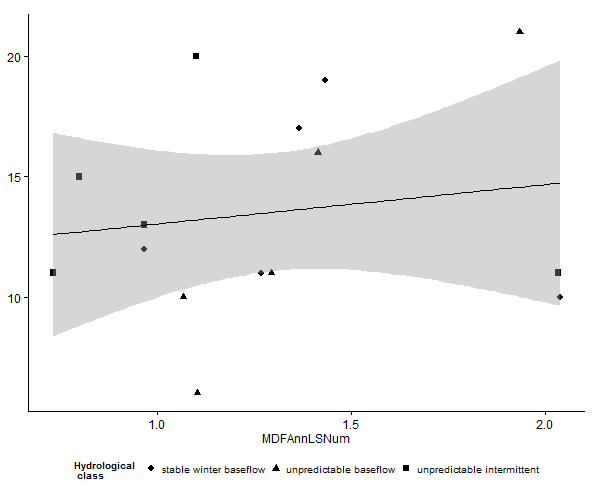 20
15
10
1.0 1.5 2.0
MDFAnnLSNum
Hydrological
class
stable winter baseflow unpredictable baseflow unpredictable intermittent